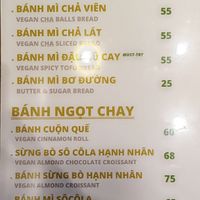 BÁNH MÌ CHẢ VIÊN 55
VEGAN CHA BALLS BREAD
BÁNH MÌ CHẢ LÁT 55
VEGAN CHA SLICED BREAD
BÁNH MÌ ĐẬU HŨ CAY MUST-TRY 55
VEGAN SPICY TOFU BREAD
BÁNH MÌ BƠ ĐƯỜNG 25
BUTTER & SUGAR BREAD
BÁNH NGỌT CHAY
BÁNH CUỘN QUẾ 60
VEGAN CINNAMON ROLL
SỪNG BÒ SÔ CÔLA HẠNH NHÂN 68
VEGAN ALMOND CHOCOLATE CROISSANT
BÁNH SỪNG BÒ HẠNH NHÂN 75
VEGAN ALMOND CROISSANT
BÁNH MÌ SÔCÔLA